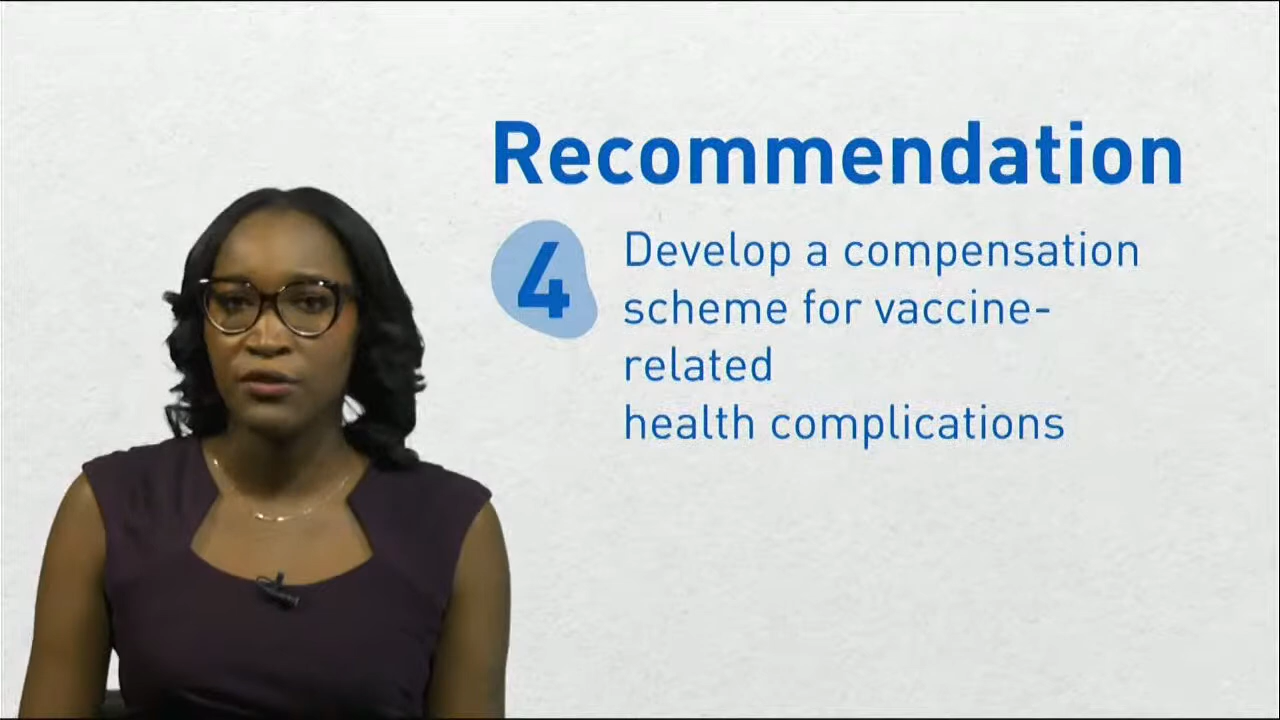 Recommendation
4
Develop a compensation
scheme for vaccine-
related
health complications